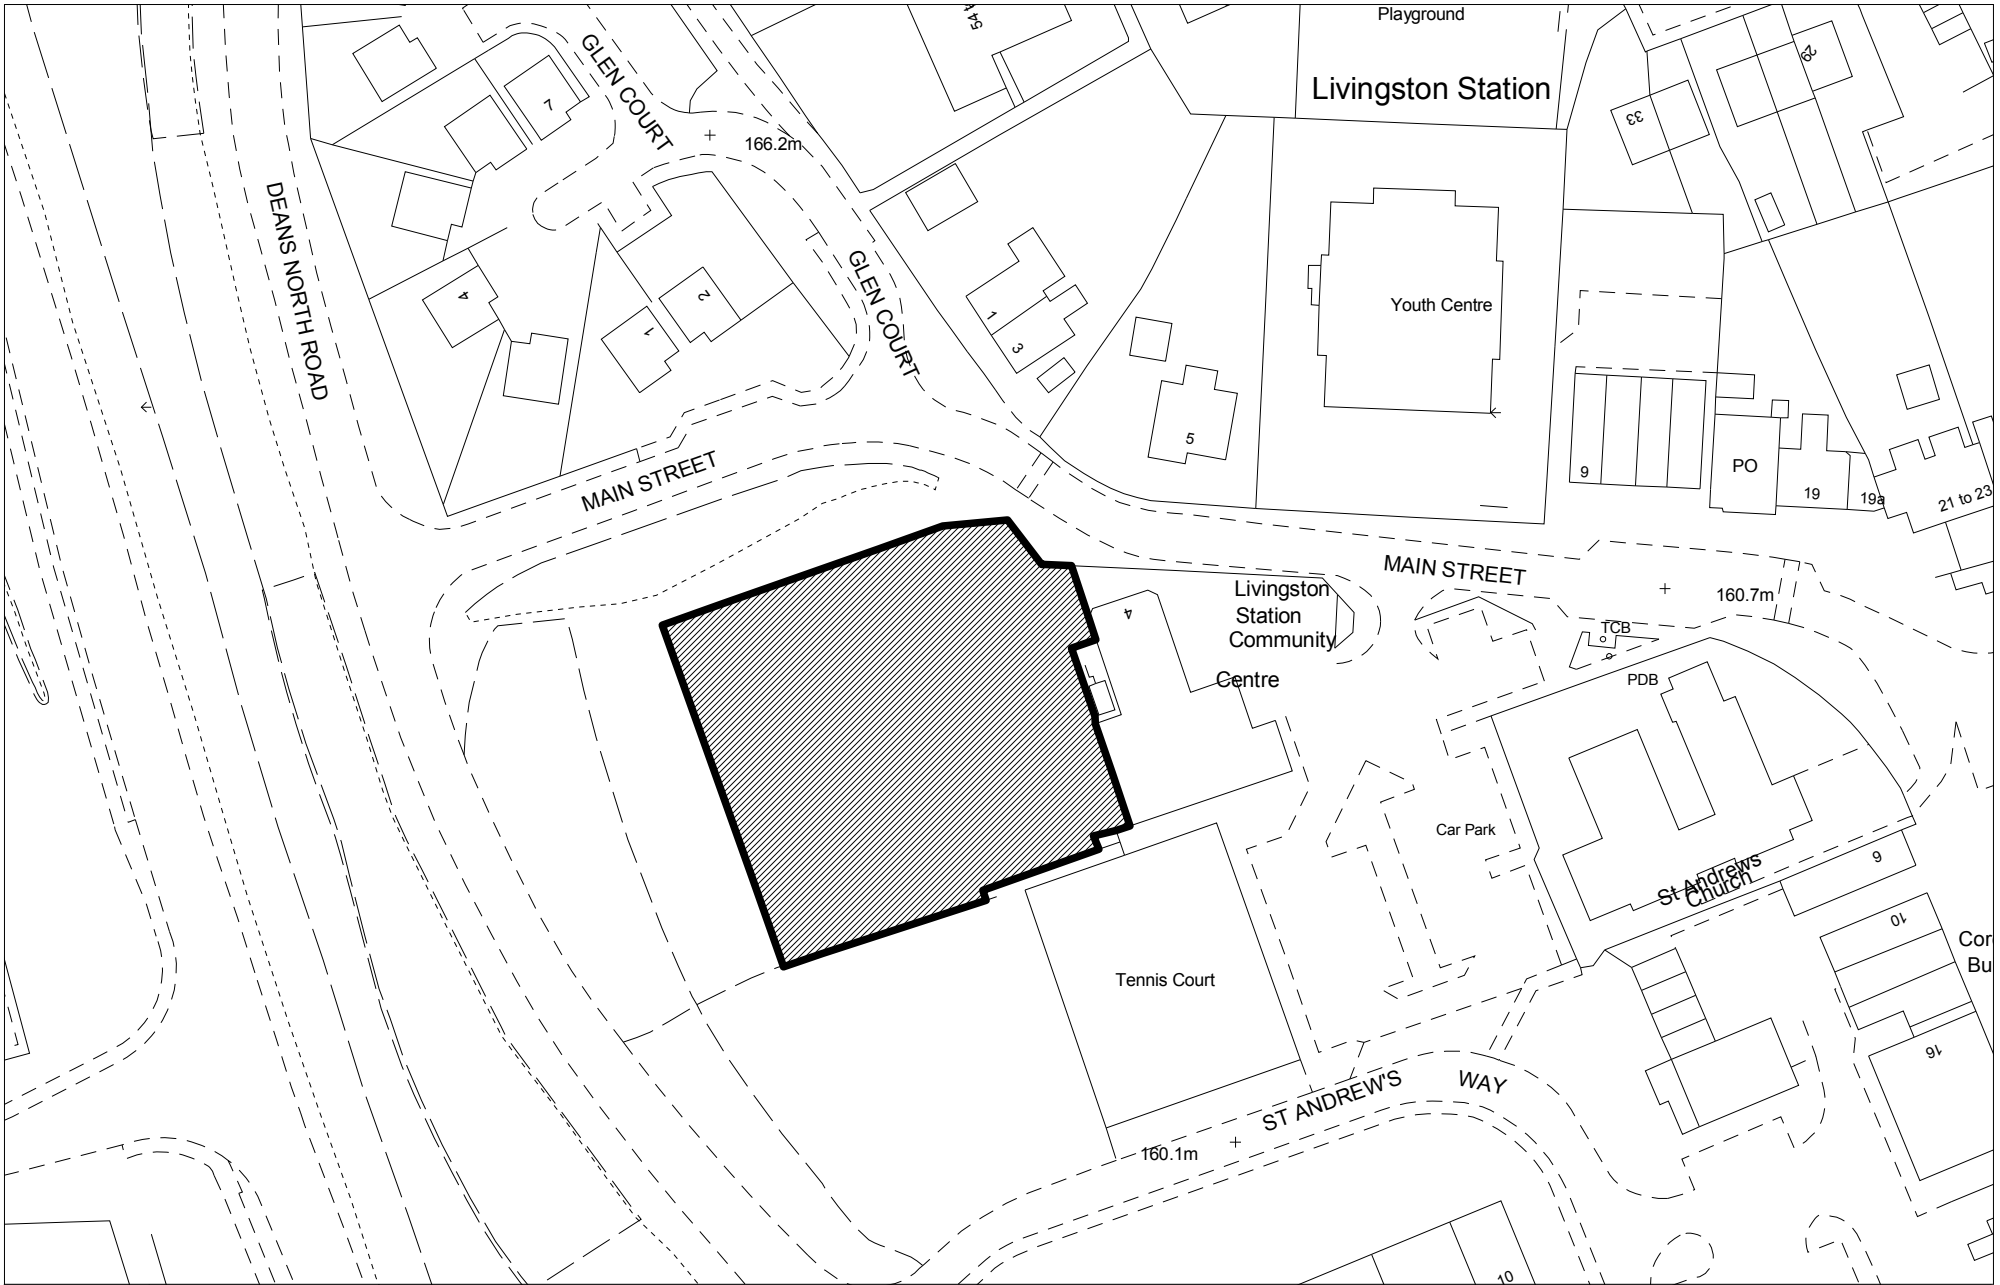 Playground
Livingston Station
GLEN COURT
7
29
33
166.2m
DEANS NORTH ROAD
GLEN COURT
4
2
1
1
3
Youth Centre
5
9
PO
19
19a
21 to 23
MAIN STREET
MAIN STREET
160.7m
Livingston
Station
Community
Centre
4
TCB
PDB
Car Park
St Andrews
Church
9
10
16
Tennis Court
ST ANDREW'S WAY
160.1m
10